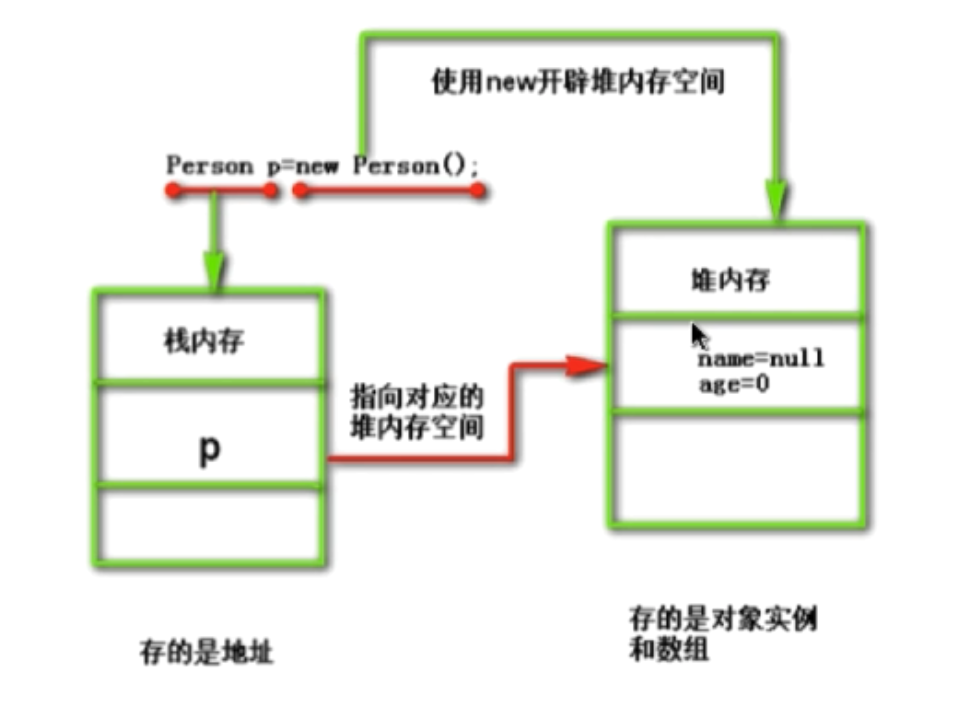 使用new开辟堆内存空间
Person p=new Person();
堆内存
栈内存
name=null
age=0
指向对应的
堆内存空间
p
存的是对象实例
和数组
存的是地址